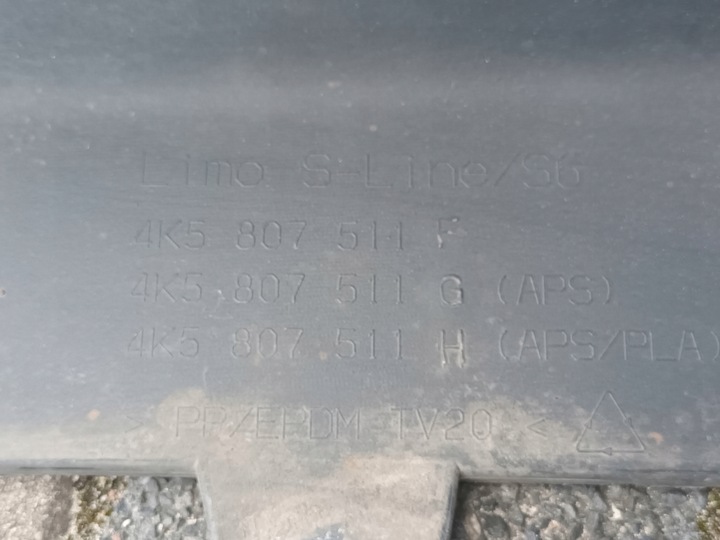 Limo S-Line/S6
4K5 807 511 F
4K5 807 511 G (APS)
4K5 807 511 H (APS/PLA)
> PP/EPDM TV20 <